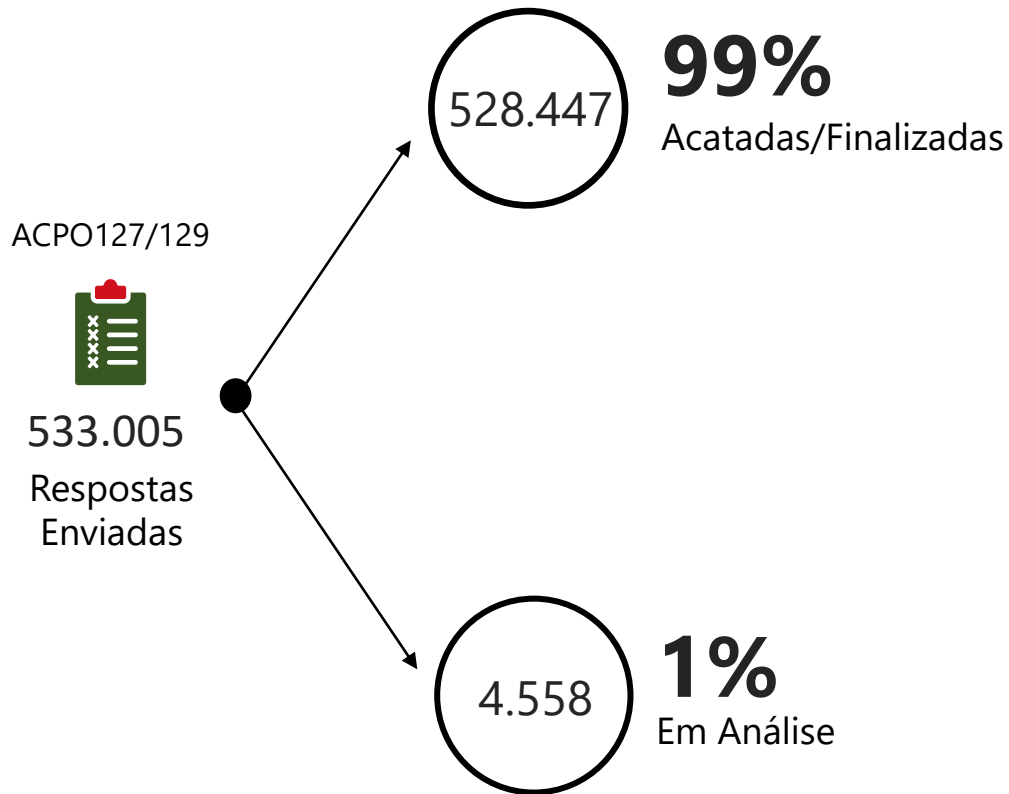 ACPO127/129
533.005
Respostas
Enviadas
528.447
99%
Acatadas/Finalizadas
4.558
1%
Em Análise